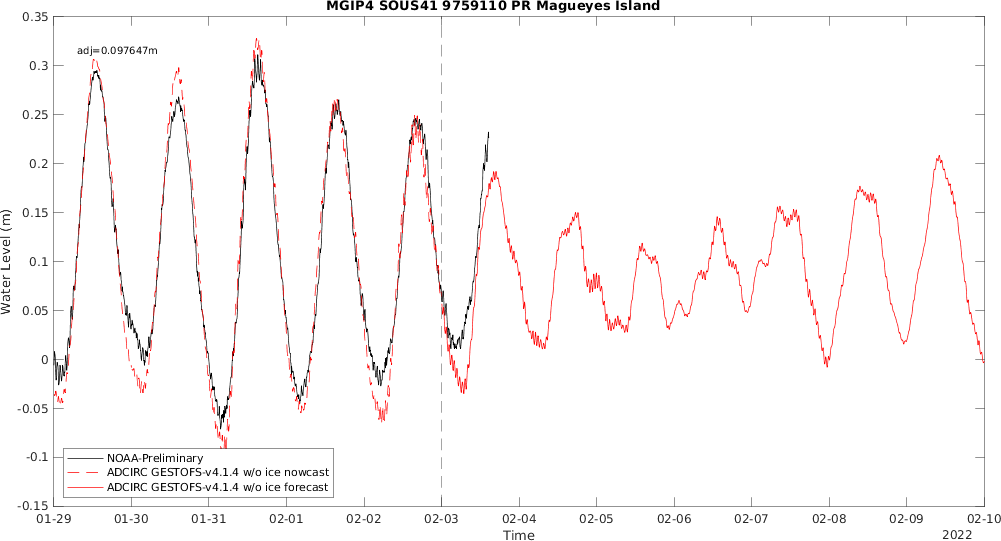 MGIP4 SOUS41 9759110 PR Magueyes Island
0.35
adj=0.097647m
0.3
0.25
0.2
0.15
0.1
0.05
0
-0.05
-0.1
-0.15
Water Level (m)
NOAA-Preliminary
ADCIRC GESTOFS-v4.1.4 w/o ice nowcast
ADCIRC GESTOFS-v4.1.4 w/o ice forecast
01-29 01-30 01-31 02-01 02-02 02-03 02-04 02-05 02-06 02-07 02-08 02-09 02-10
Time
2022